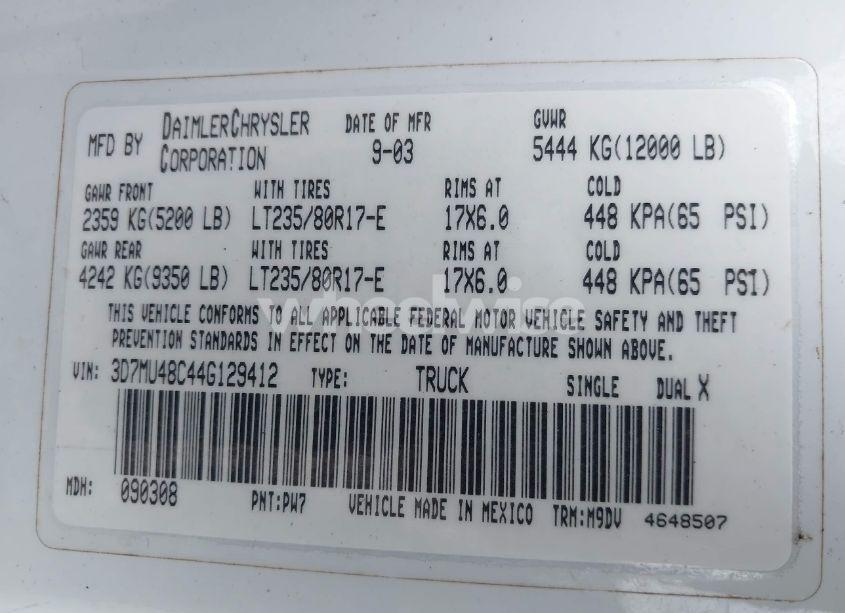 MFD BY DAIMLERCHRYSLER CORPORATION DATE OF MFR 9-03 GVWR 5444 KG(12000 LB)
GAWR FRONT WITH TIRES RIMS AT COLD
2359 KG(5200 LB) LT235/80R17-E 17X6.0 448 KPA(65 PSI)
GAWR REAR WITH TIRES RIMS AT COLD
4242 KG(9350 LB) LT235/80R17-E 17X6.0 448 KPA(65 PSI)
wheelwise
THIS VEHICLE CONFORMS TO ALL APPLICABLE FEDERAL MOTOR VEHICLE SAFETY AND THEFT
PREVENTION STANDARDS IN EFFECT ON THE DATE OF MANUFACTURE SHOWN ABOVE.
VIN: 3D7MU48C44G129412 TYPE: TRUCK SINGLE DUAL X
MDH: 090308 PNT:PW7 VEHICLE MADE IN MEXICO TRM:M9DV 4648507